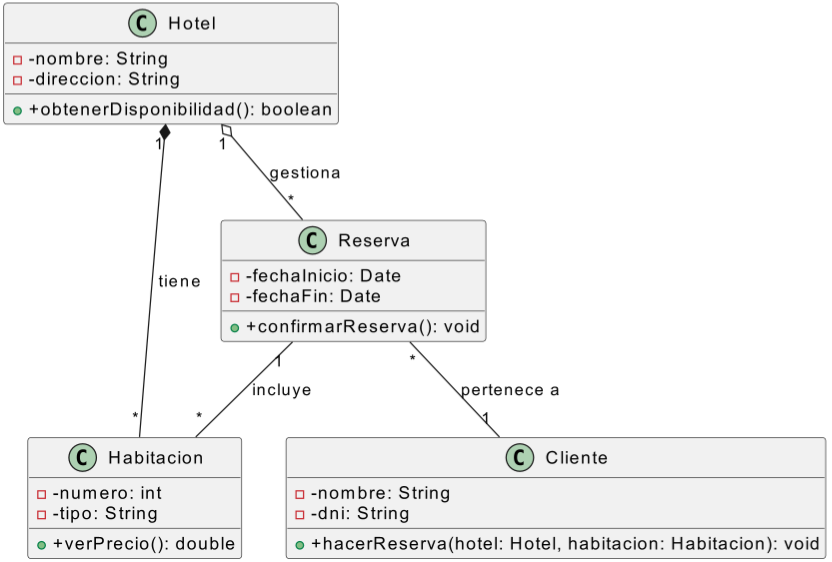 C Hotel
-nombre: String
-direccion: String
+obtenerDisponibilidad(): boolean
1
1
gestiona
*
C Reserva
-fechaInicio: Date
-fechaFin: Date
+confirmarReserva(): void
tiene
1
*
incluye
pertenece a
*
*
1
C Habitacion
-numero: int
-tipo: String
+verPrecio(): double
C Cliente
-nombre: String
-dni: String
+hacerReserva(hotel: Hotel, habitacion: Habitacion): void